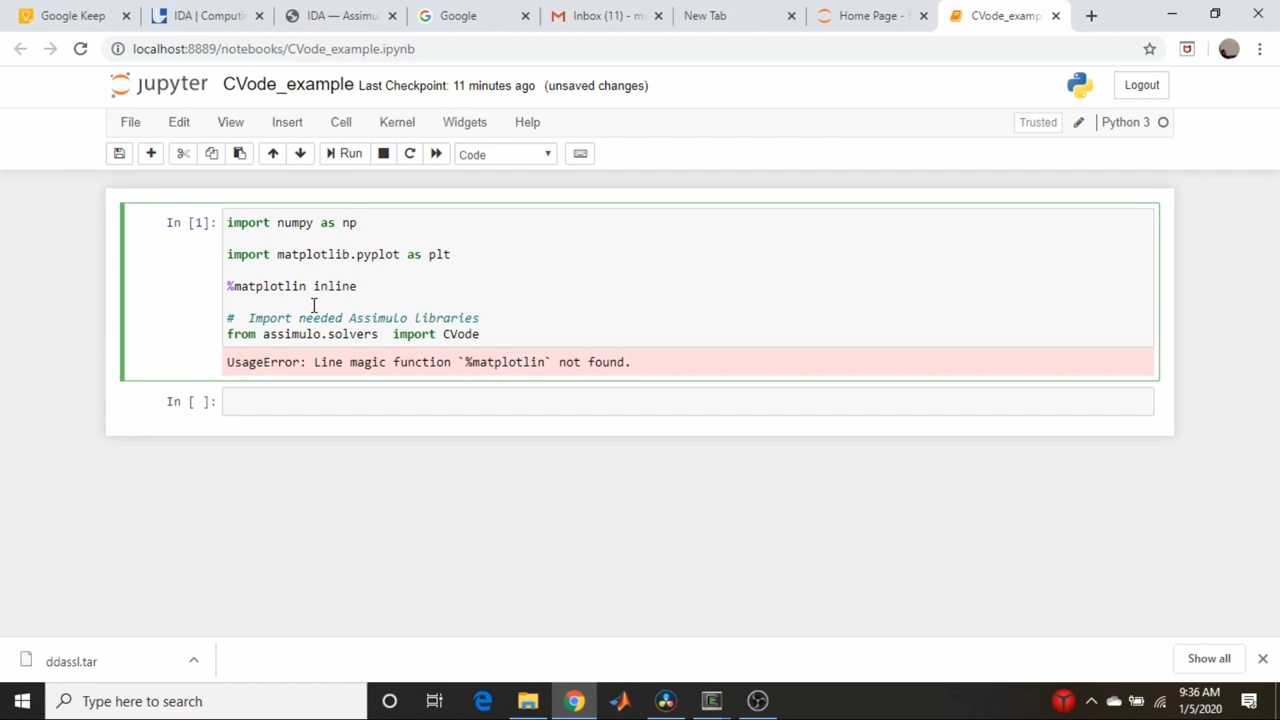 Google Keep
IDA | Computin
IDA — Assimul
Google
Inbox (11) - m
New Tab
Home Page - S
CVode_examp
localhost:8889/notebooks/CVode_example.ipynb
jupyter CVode_example Last Checkpoint: 11 minutes ago (unsaved changes)
Logout
File Edit View Insert Cell Kernel Widgets Help
Trusted Python 3
Run Code
In [1]: import numpy as np
import matplotlib.pyplot as plt
%matplotlin inline
# Import needed Assimulo libraries
from assimulo.solvers  import CVode
UsageError: Line magic function `%matplotlin` not found.
In [ ]:
ddassl.tar
Show all
Type here to search
9:36 AM
1/5/2020